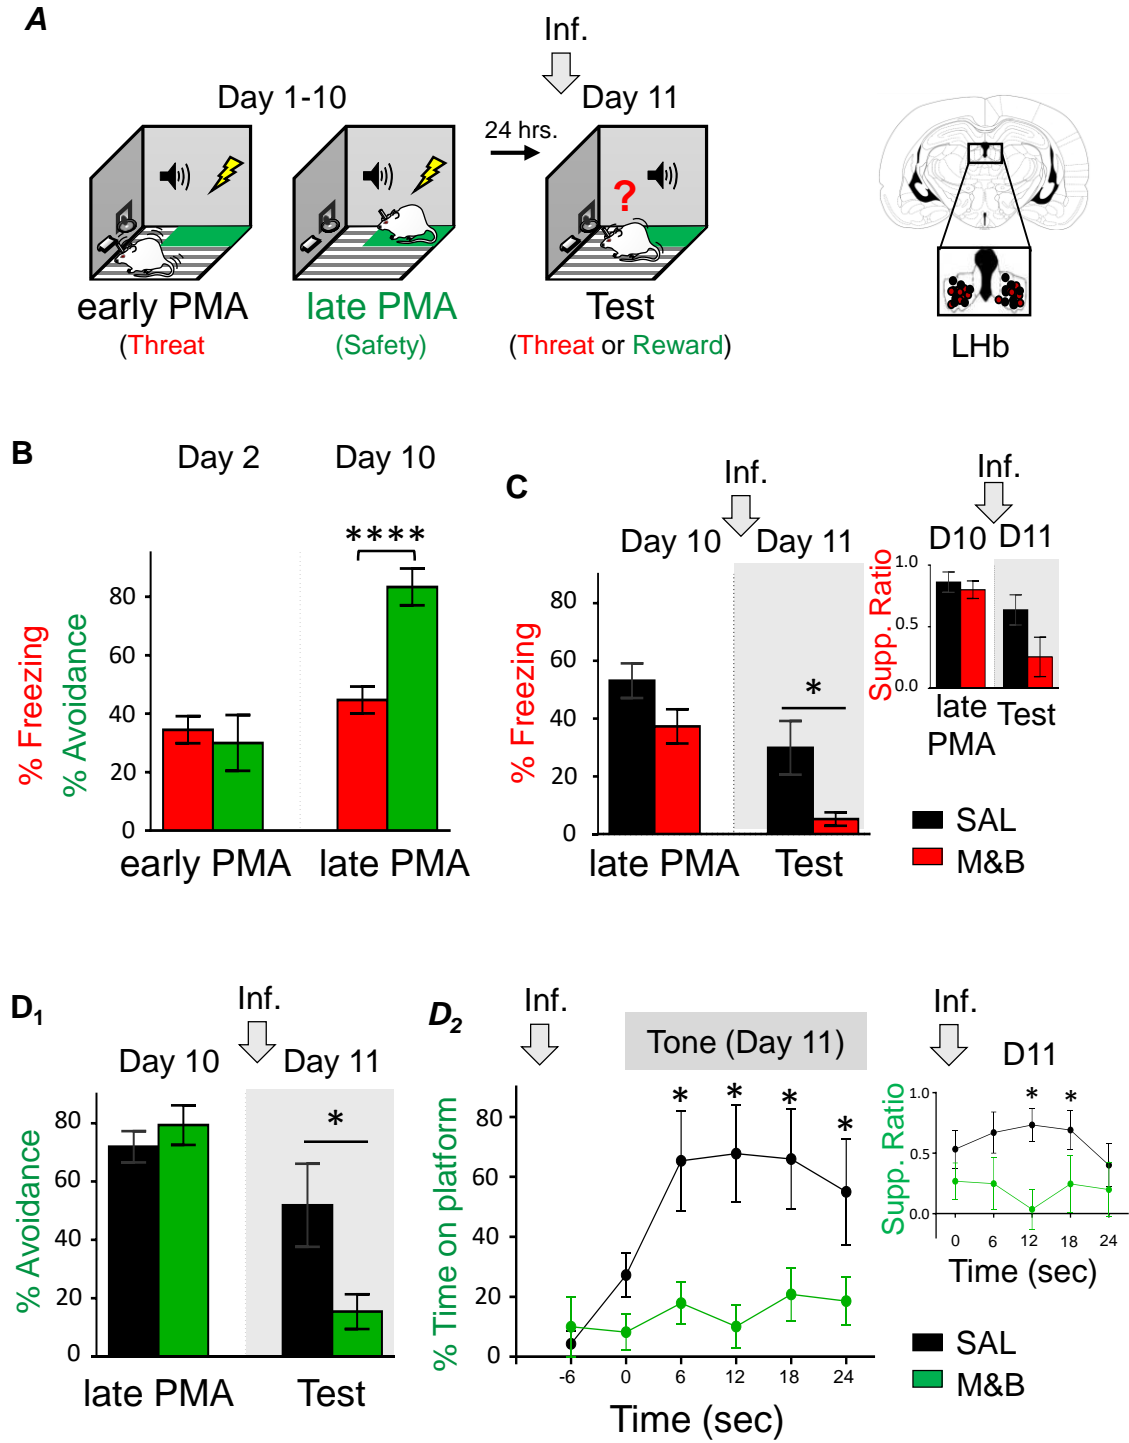 A
Inf.
Day 1-10
Day 11
24 hrs.
?
early PMA
late PMA
Test
(Threat
(Safety)
(Threat or Reward)
LHb
B
Day 2
Day 10
****
% Freezing
% Avoidance
80
60
40
20
0
early PMA
late PMA
C
Inf.
Day 10
Day 11
% Freezing
80
60
40
20
0
*
late PMA
Test
Inf.
D10
D11
Supp. Ratio
1.0
0.5
0.0
late
PMA
Test
SAL
M&B
D1
Inf.
Day 10
Day 11
% Avoidance
80
60
40
20
0
*
late PMA
Test
D2
Inf.
Tone (Day 11)
% Time on platform
80
60
40
20
0
* * * *
-6 0 6 12 18 24
Time (sec)
Inf.
D11
Supp. Ratio
1.0
0.5
0.0
* *
0 6 12 18 24
Time (sec)
SAL
M&B